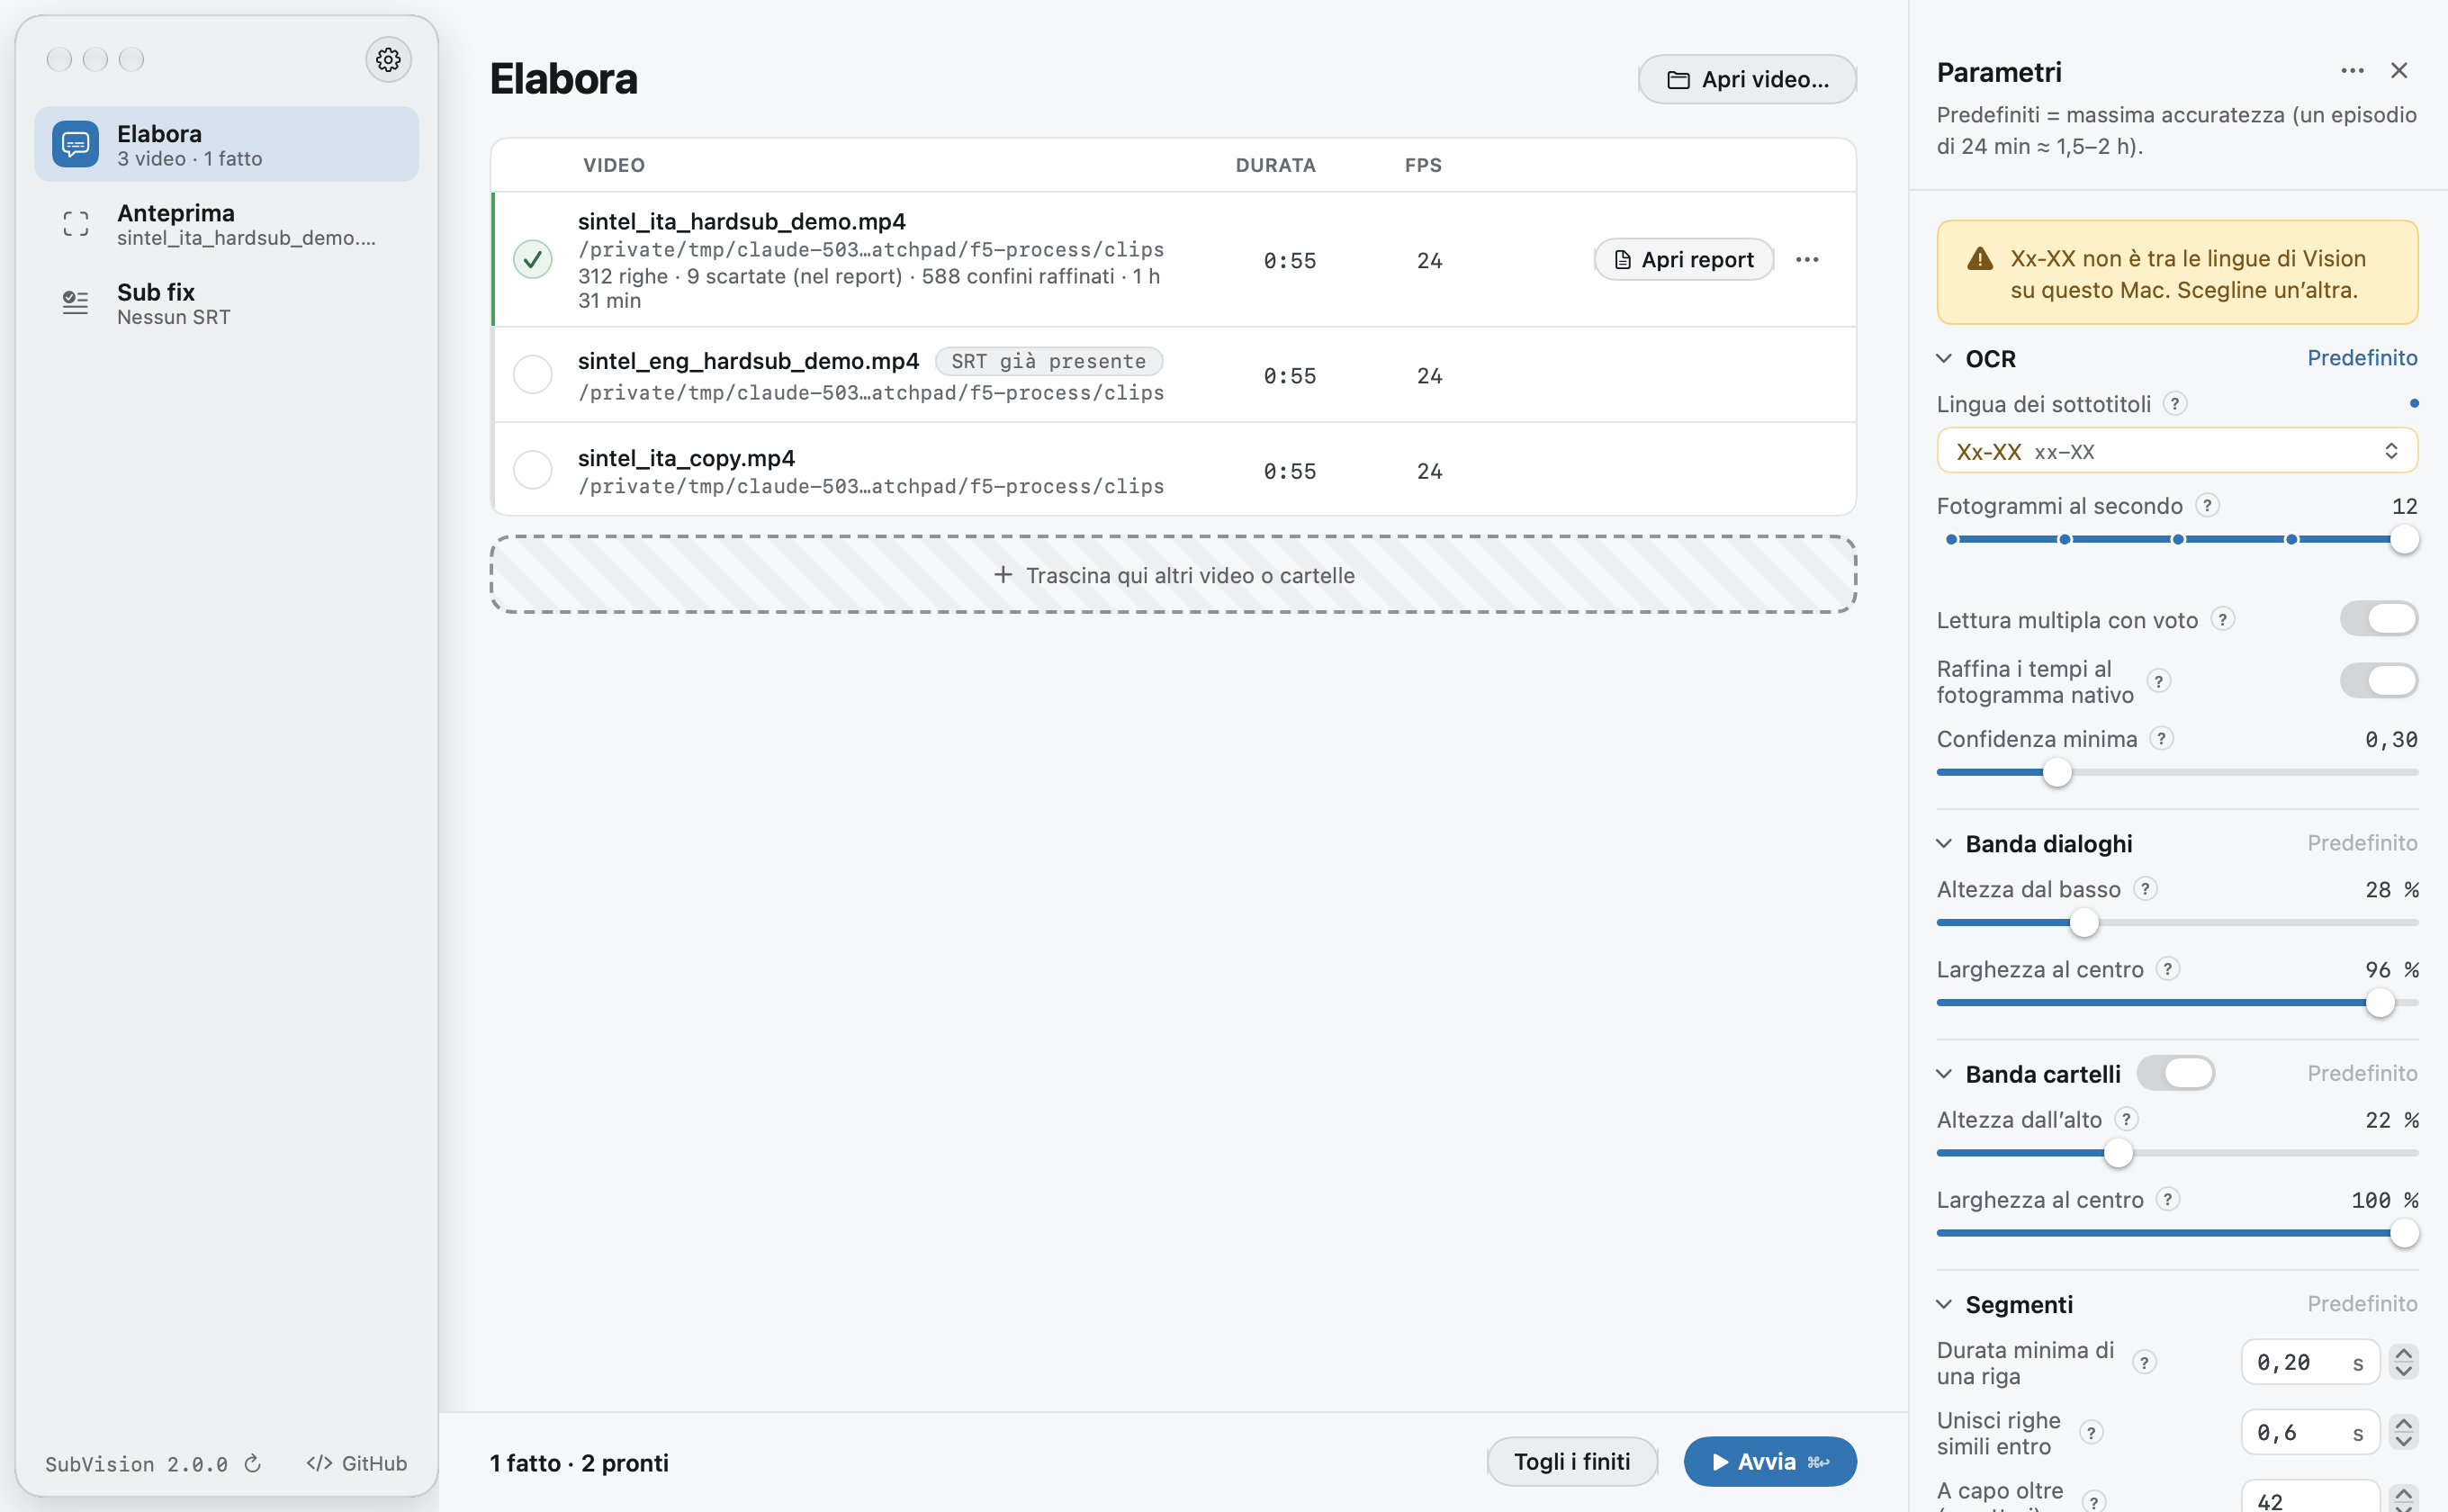 Elabora
3 video · 1 fatto
Anteprima
sintel_ita_hardsub_demo....
Sub fix
Nessun SRT
SubVision 2.0.0
</> GitHub
Elabora
Apri video...
VIDEO DURATA FPS
sintel_ita_hardsub_demo.mp4
/private/tmp/claude-503…atchpad/f5-process/clips
312 righe · 9 scartate (nel report) · 588 confini raffinati · 1 h
31 min
0:55 24
Apri report
sintel_eng_hardsub_demo.mp4 SRT già presente
/private/tmp/claude-503…atchpad/f5-process/clips
0:55 24
sintel_ita_copy.mp4
/private/tmp/claude-503…atchpad/f5-process/clips
0:55 24
+ Trascina qui altri video o cartelle
1 fatto · 2 pronti
Togli i finiti
Avvia ⌘↩
Parametri
Predefiniti = massima accuratezza (un episodio
di 24 min ≈ 1,5–2 h).
Xx-XX non è tra le lingue di Vision
su questo Mac. Scegline un’altra.
OCR Predefinito
Lingua dei sottotitoli ?
Xx-XX xx-XX
Fotogrammi al secondo ? 12
Lettura multipla con voto ?
Raffina i tempi al
fotogramma nativo ?
Confidenza minima ? 0,30
Banda dialoghi Predefinito
Altezza dal basso ? 28 %
Larghezza al centro ? 96 %
Banda cartelli Predefinito
Altezza dall’alto ? 22 %
Larghezza al centro ? 100 %
Segmenti Predefinito
Durata minima di
una riga ? 0,20 s
Unisci righe
simili entro ? 0,6 s
A capo oltre
? 42